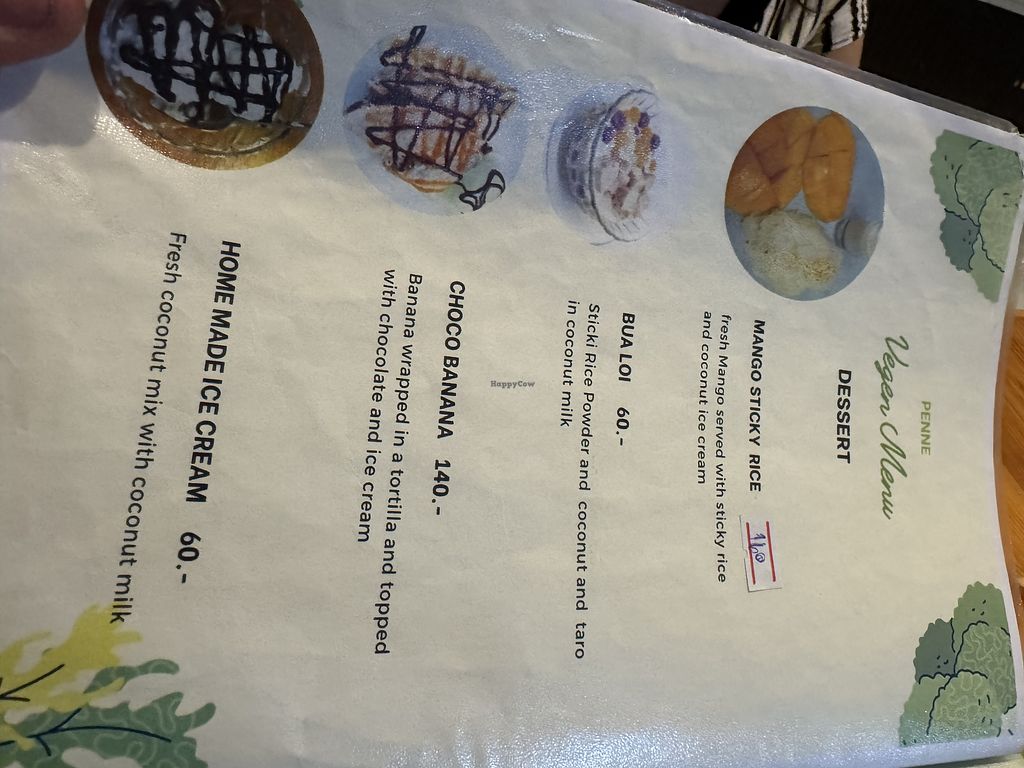 PENNIE
Vegan Menu
DESSERT
MANGO STICKY RICE 160
fresh Mango served with sticky rice
and coconut ice cream
BUA LOI 60.-
Sticki Rice Powder and coconut and taro
in coconut milk
CHOCO BANANA 140.-
Banana wrapped in a tortilla and topped
with chocolate and ice cream
HOME MADE ICE CREAM 60.-
Fresh coconut mix with coconut milk
HappyCow